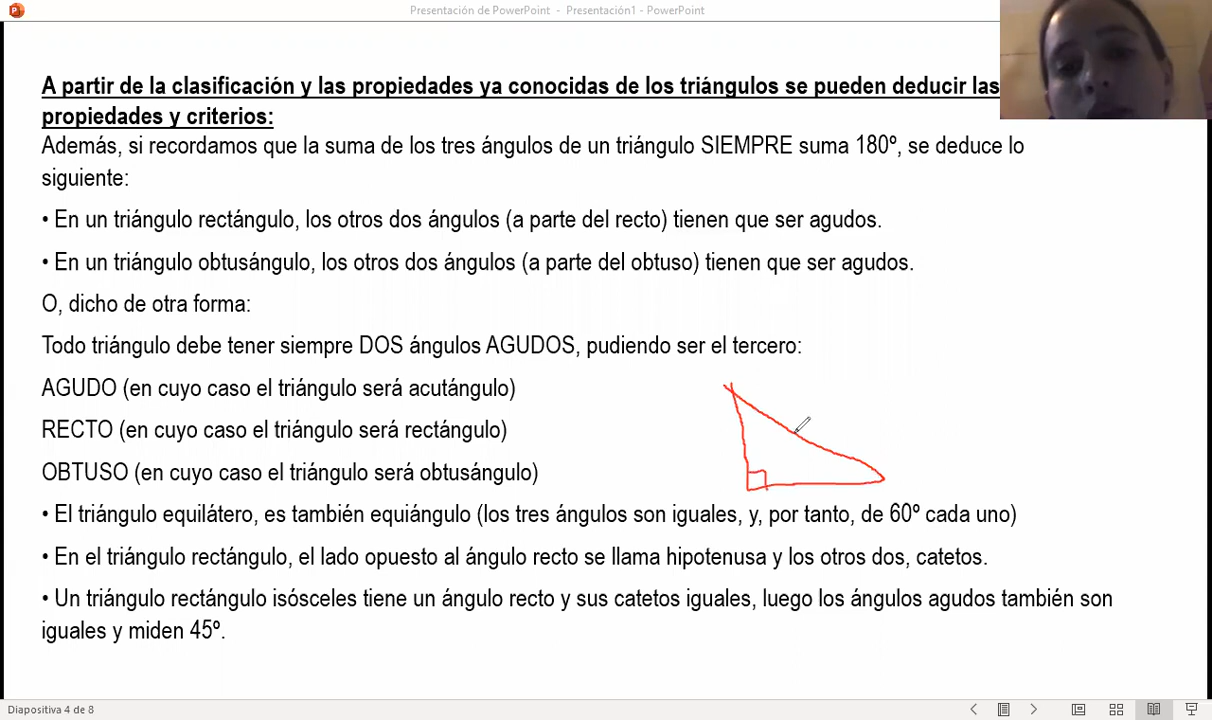 Presentación de PowerPoint - Presentación1 - PowerPoint
A partir de la clasificación y las propiedades ya conocidas de los triángulos se pueden deducir las
propiedades y criterios:
Además, si recordamos que la suma de los tres ángulos de un triángulo SIEMPRE suma 180º, se deduce lo
siguiente:
• En un triángulo rectángulo, los otros dos ángulos (a parte del recto) tienen que ser agudos.
• En un triángulo obtusángulo, los otros dos ángulos (a parte del obtuso) tienen que ser agudos.
O, dicho de otra forma:
Todo triángulo debe tener siempre DOS ángulos AGUDOS, pudiendo ser el tercero:
AGUDO (en cuyo caso el triángulo será acutángulo)
RECTO (en cuyo caso el triángulo será rectángulo)
OBTUSO (en cuyo caso el triángulo será obtusángulo)
• El triángulo equilátero, es también equiángulo (los tres ángulos son iguales, y, por tanto, de 60º cada uno)
• En el triángulo rectángulo, el lado opuesto al ángulo recto se llama hipotenusa y los otros dos, catetos.
• Un triángulo rectángulo isósceles tiene un ángulo recto y sus catetos iguales, luego los ángulos agudos también son
iguales y miden 45º.
Diapositiva 4 de 8